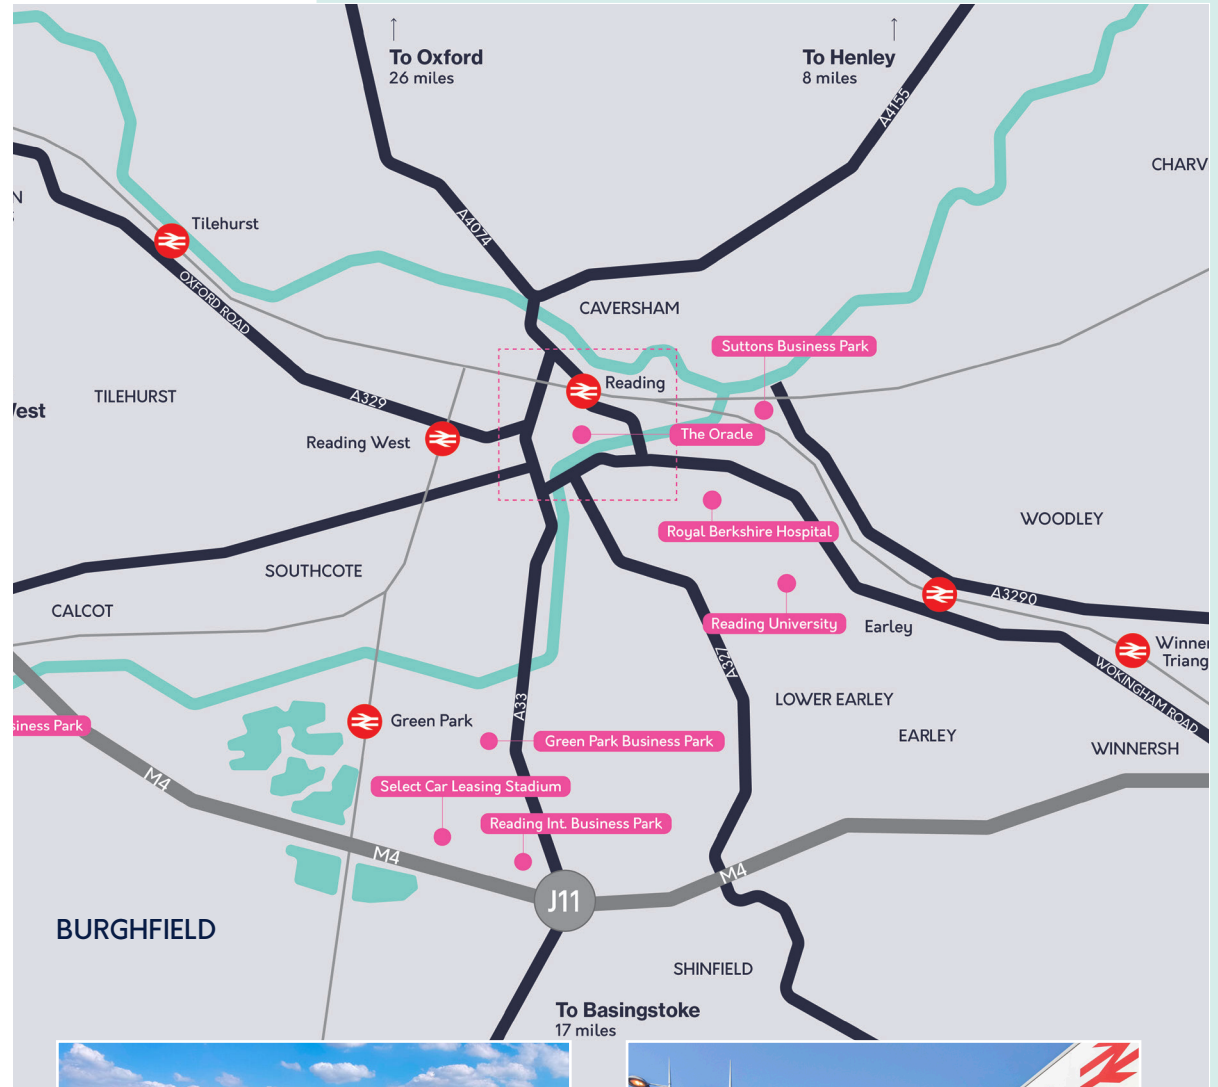 To Oxford
26 miles
To Henley
8 miles
A4155
CHARV
N
Tilehurst
A4074
OXFORD ROAD
CAVERSHAM
Suttons Business Park
Reading
TILEHURST
A329
West
Reading West
The Oracle
WOODLEY
Royal Berkshire Hospital
SOUTHCOTE
CALCOT
A3290
Reading University
Earley
Winner
Triang
A327
WOKINGHAM ROAD
LOWER EARLEY
A33
siness Park
Green Park
EARLEY
Green Park Business Park
WINNERSH
M4
Select Car Leasing Stadium
Reading Int. Business Park
M4
M4
J11
BURGHFIELD
SHINFIELD
To Basingstoke
17 miles